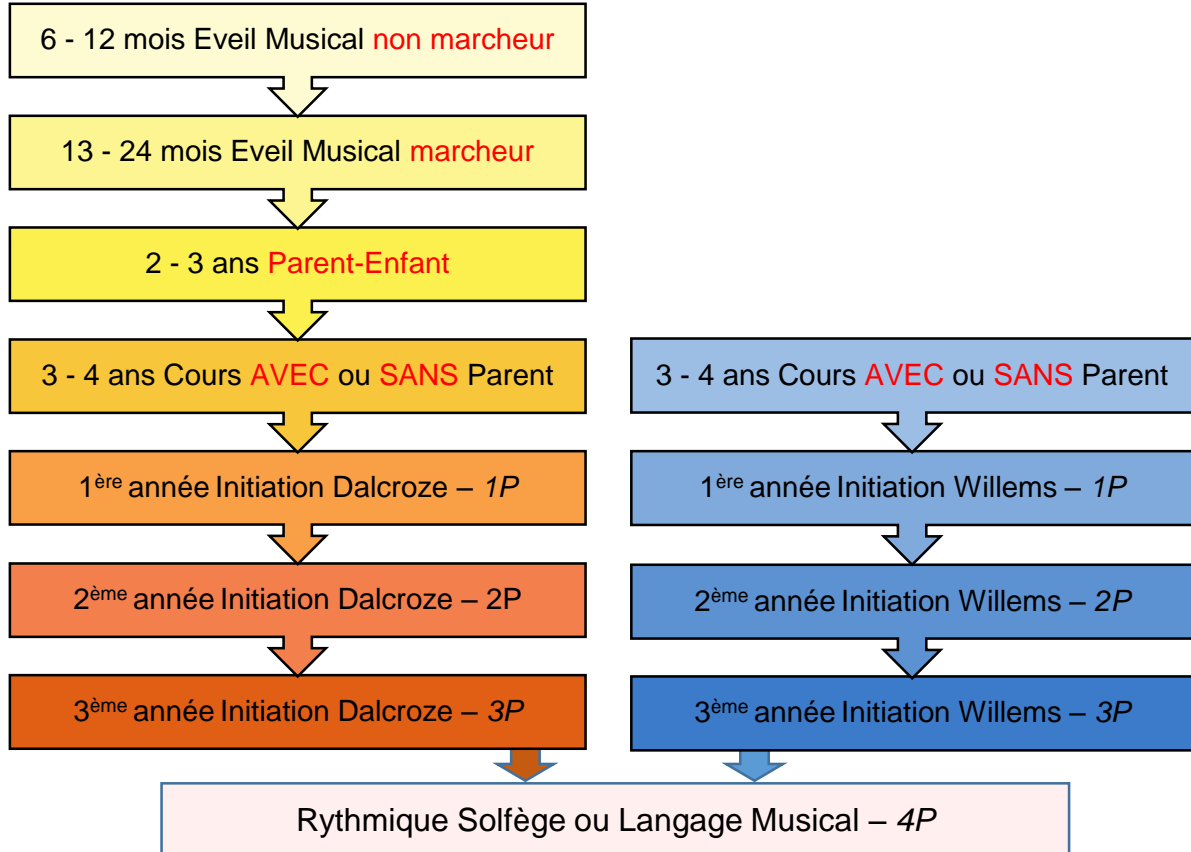 6 - 12 mois Eveil Musical non marcheur
13 - 24 mois Eveil Musical marcheur
2 - 3 ans Parent-Enfant
3 - 4 ans Cours AVEC ou SANS Parent
1ère année Initiation Dalcroze – 1P
2ème année Initiation Dalcroze – 2P
3ème année Initiation Dalcroze – 3P
3 - 4 ans Cours AVEC ou SANS Parent
1ère année Initiation Willems – 1P
2ème année Initiation Willems – 2P
3ème année Initiation Willems – 3P
Rythmique Solfège ou Langage Musical – 4P